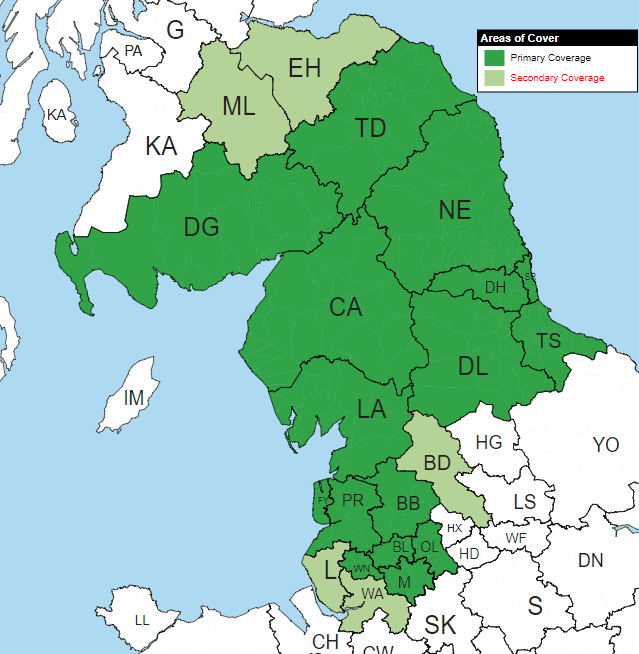 G
PA
EH
Areas of Cover
Primary Coverage
Secondary Coverage
KA
ML
KA
TD
DG
NE
SR
DH
CA
TS
DL
IM
LA
HG
YO
BD
FY
PR
BB
LS
HX
WF
BL
OL
HD
DN
L
WN
M
WA
LL
SK
S
CH
CW